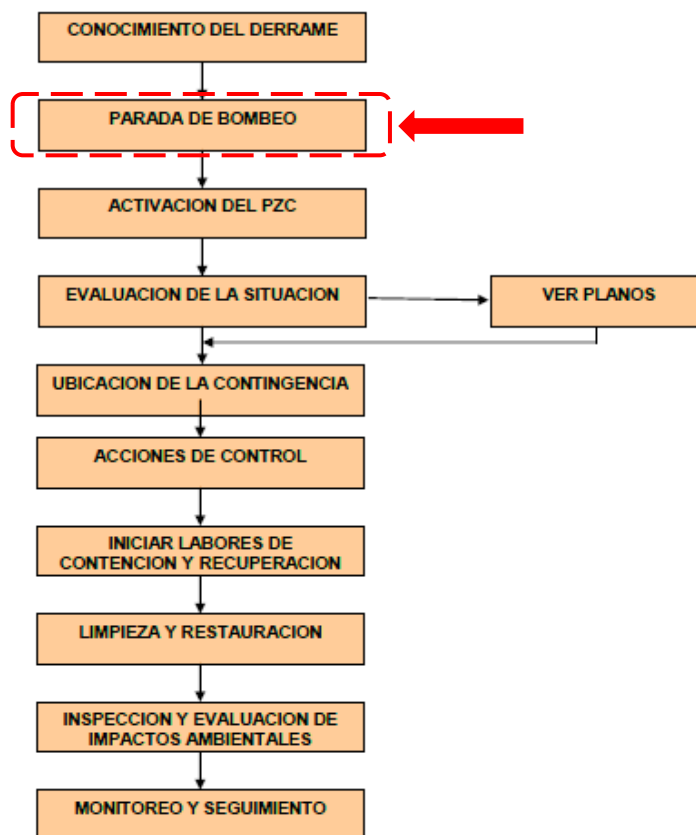 CONOCIMIENTO DEL DERRAME
PARADA DE BOMBEO
ACTIVACION DEL PZC
EVALUACION DE LA SITUACION
VER PLANOS
UBICACION DE LA CONTINGENCIA
ACCIONES DE CONTROL
INICIAR LABORES DE
CONTENCION Y RECUPERACION
LIMPIEZA Y RESTAURACION
INSPECCION Y EVALUACION DE
IMPACTOS AMBIENTALES
MONITOREO Y SEGUIMIENTO